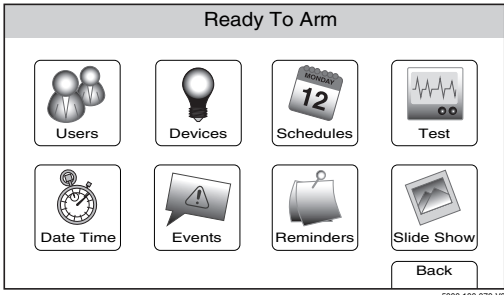 Ready To Arm
MONDAY
12
Users
Devices
Schedules
Test
Date Time
Events
Reminders
Slide Show
Back